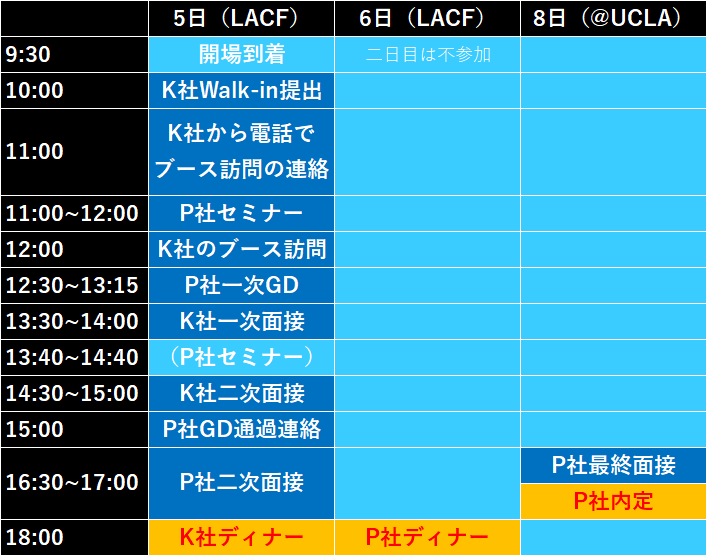 5日（LACF） 6日（LACF） 8日（@UCLA）
9:30 開場到着 二日目は不参加
10:00 K社Walk-in提出
11:00 K社から電話で
ブース訪問の連絡
11:00~12:00 P社セミナー
12:00 K社のブース訪問
12:30~13:15 P社一次GD
13:30~14:00 K社一次面接
13:40~14:40 （P社セミナー）
14:30~15:00 K社二次面接
15:00 P社GD通過連絡
16:30~17:00 P社二次面接 P社最終面接
P社内定
18:00 K社ディナー P社ディナー